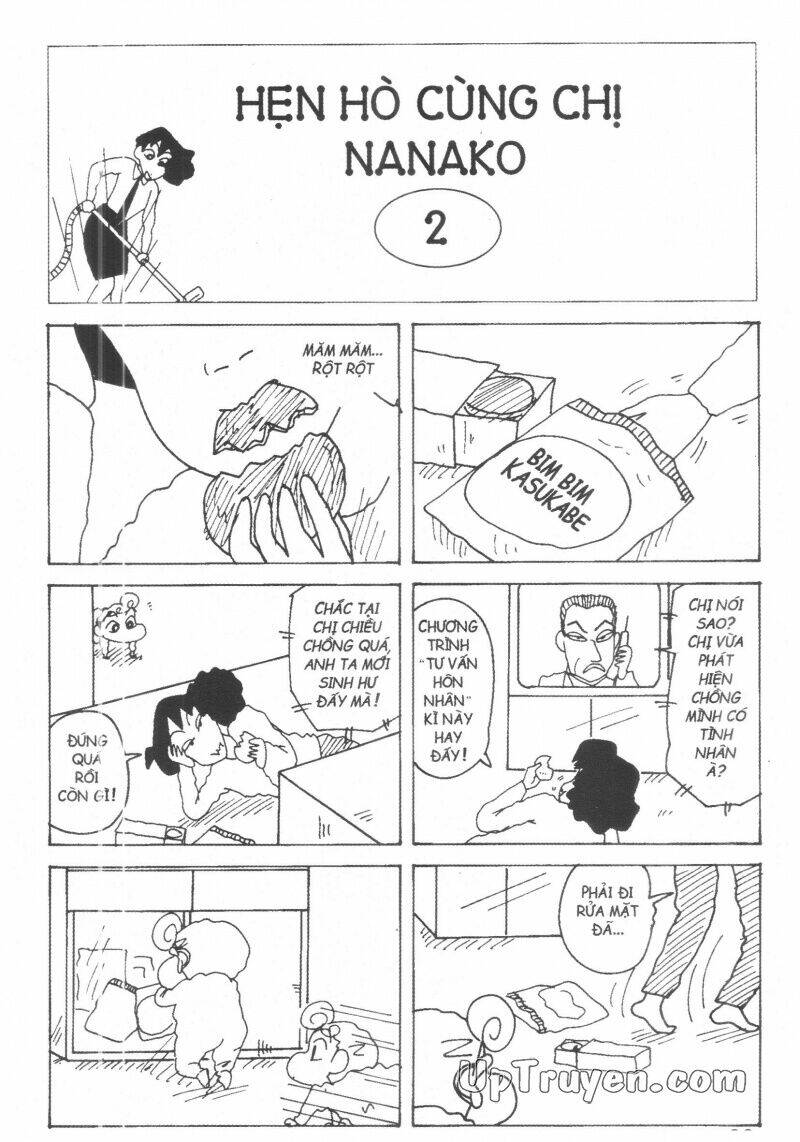 HẸN HÒ CÙNG CHỊ
NANAKO
2
BIM BIM
KASUKABE
MĂM MĂM...
RỘT RỘT
CHỊ NÓI
SAO?
CHỊ VỪA
PHÁT
HIỆN
CHỒNG
MÌNH CÓ
TÌNH
NHÂN
À?
CHƯƠNG
TRÌNH
"TƯ VẤN
HÔN
NHÂN"
KÌ NÀY
HAY
ĐẤY!
CHẮC TẠI
CHỊ CHIỀU
CHỒNG QUÁ,
ANH TA MỚI
SINH HƯ
ĐẤY MÀ!
ĐÚNG
QUÁ
RỒI
CÒN GÌ!
PHẢI ĐI
RỬA MẶT
ĐÃ...
UpTruyen.com